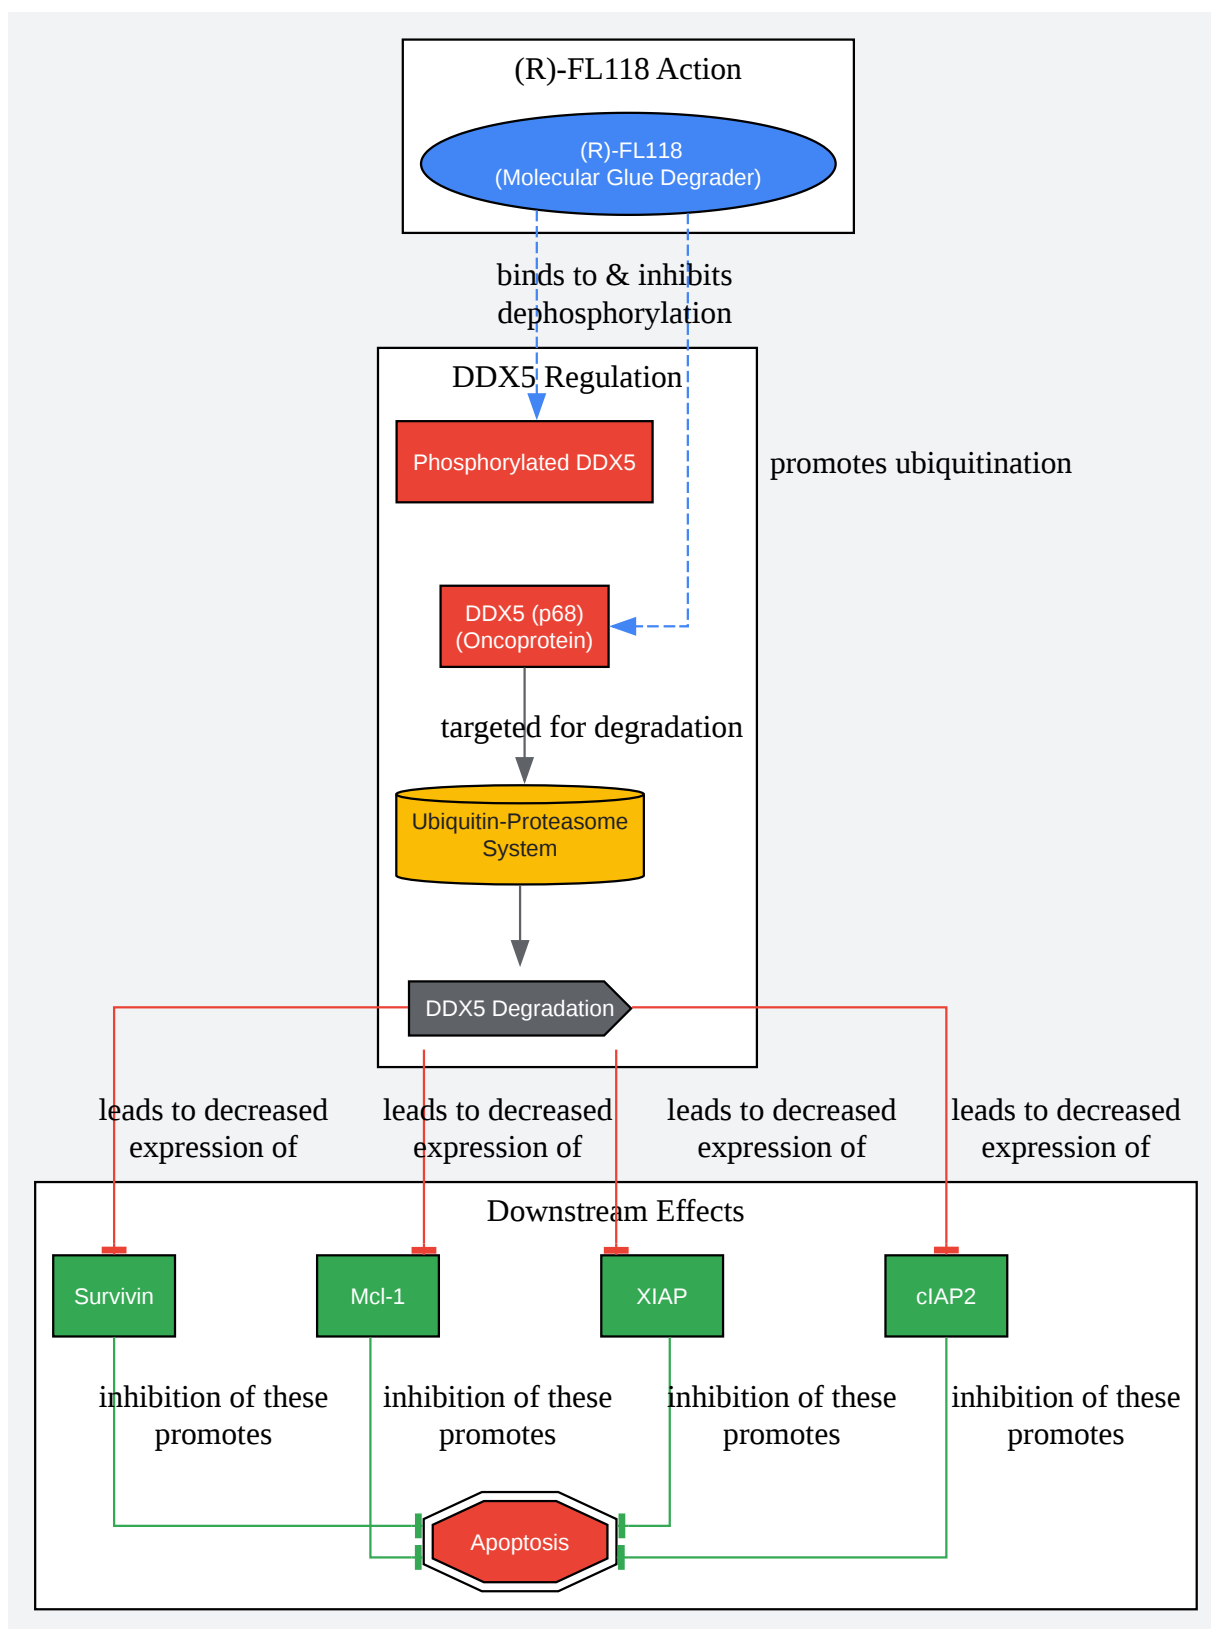 (R)-FL118 Action
(R)-FL118
(Molecular Glue Degrader)
binds to & inhibits
dephosphorylation
DDX5 Regulation
Phosphorylated DDX5
promotes ubiquitination
DDX5 (p68)
(Oncoprotein)
targeted for degradation
Ubiquitin-Proteasome
System
DDX5 Degradation
leads to decreased
expression of
leads to decreased
expression of
leads to decreased
expression of
leads to decreased
expression of
Downstream Effects
Survivin
Mcl-1
XIAP
cIAP2
inhibition of these
promotes
inhibition of these
promotes
inhibition of these
promotes
inhibition of these
promotes
Apoptosis